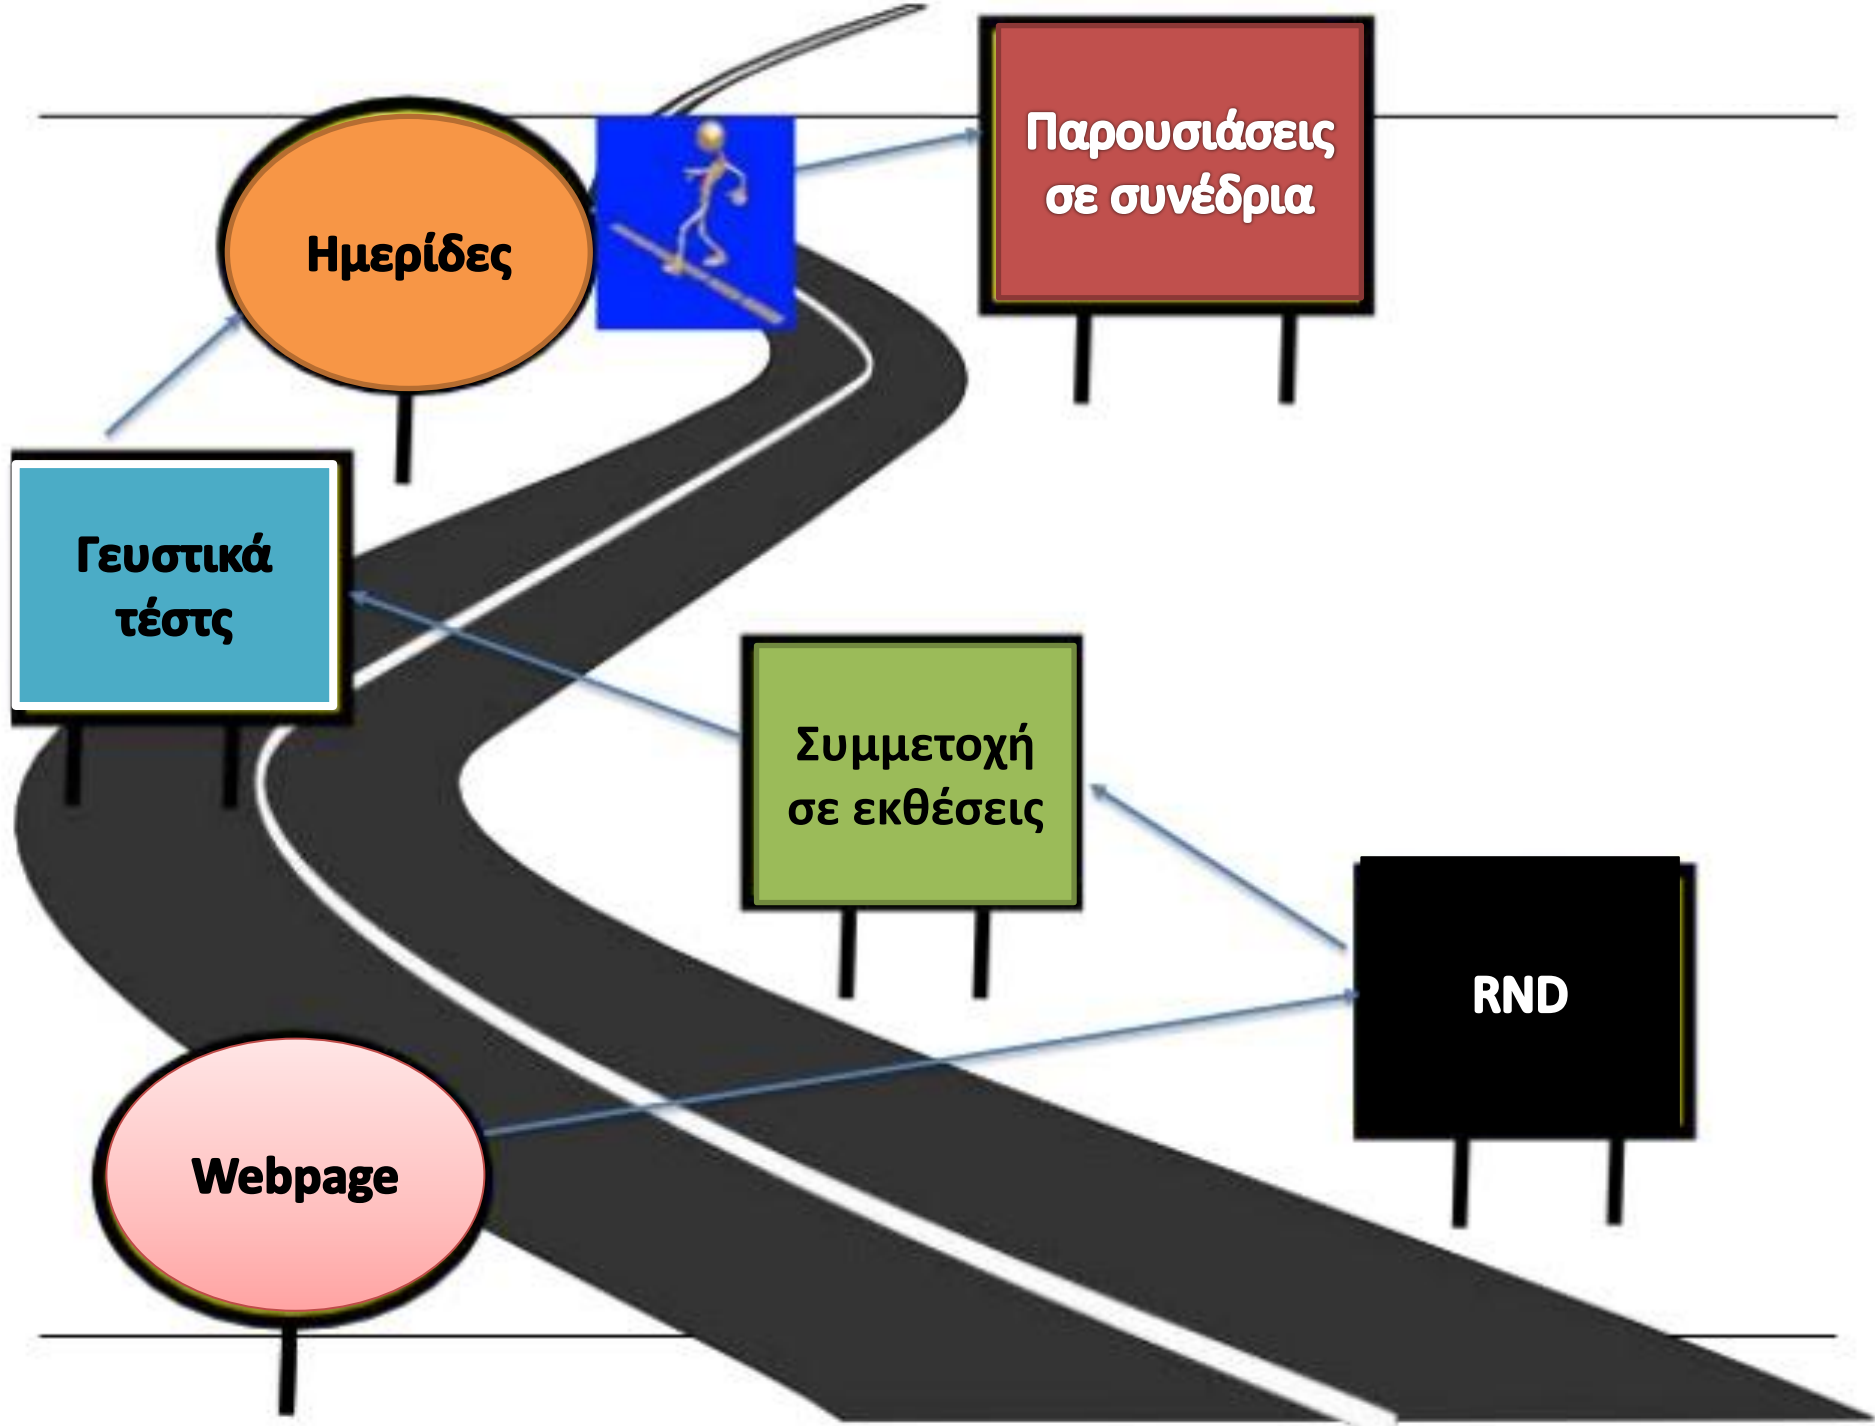 Παρουσιάσεις
σε συνέδρια
Ημερίδες
Γευστικά
τέστς
Συμμετοχή
σε εκθέσεις
RND
Webpage